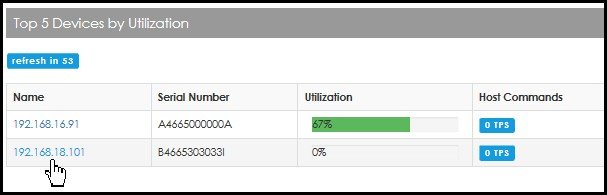 Top 5 Devices by Utilization
refresh in 53
Name Serial Number Utilization Host Commands
192.168.16.91 A4665000000A 67% 0 TPS
192.168.18.101 B4665303033I 0% 0 TPS